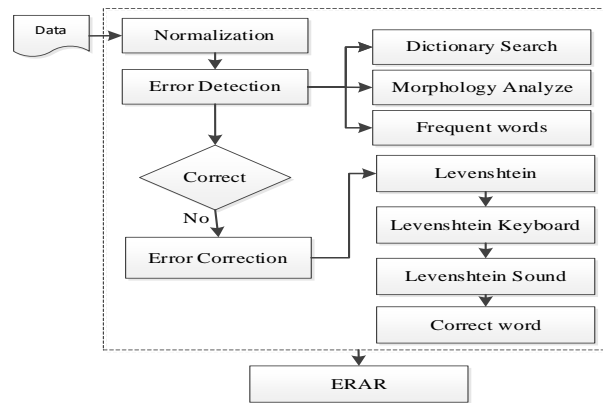 Data
Normalization
Dictionary Search
Error Detection
Morphology Analyze
Frequent words
Correct
Levenshtein
No
Levenshtein Keyboard
Error Correction
Levenshtein Sound
Correct word
ERAR